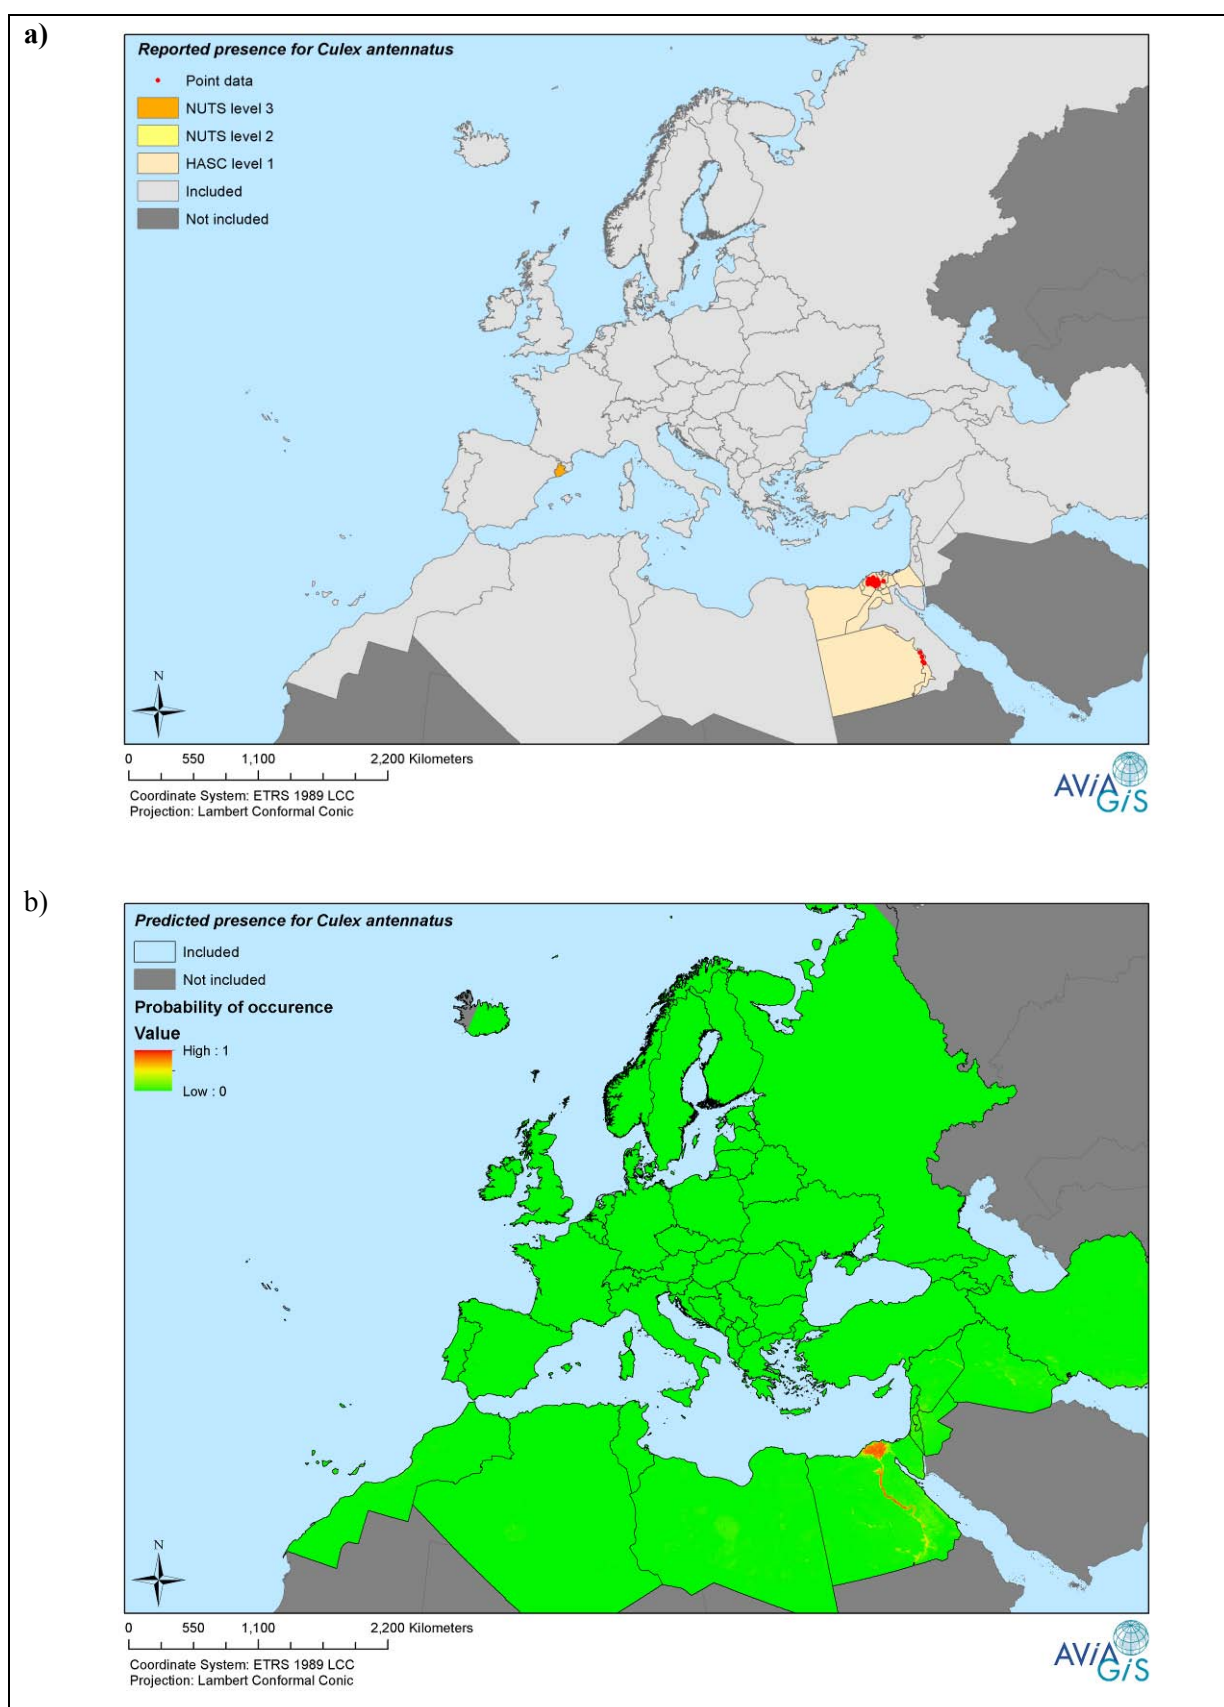 a)
Reported presence for Culex antennatus
Point data
NUTS level 3
NUTS level 2
HASC level 1
Included
Not included
N
0 550 1,100 2,200 Kilometers
Coordinate System: ETRS 1989 LCC
Projection: Lambert Conformal Conic
AViA
GiS
b)
Predicted presence for Culex antennatus
Included
Not included
Probability of occurence
Value
High : 1
Low : 0
N
0 550 1,100 2,200 Kilometers
Coordinate System: ETRS 1989 LCC
Projection: Lambert Conformal Conic
AViA
GiS